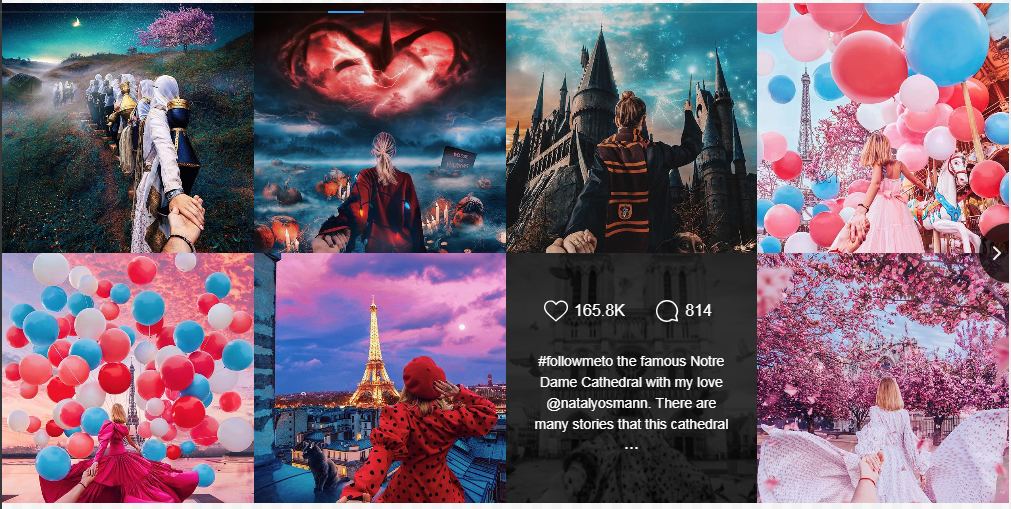 165.8K 814
#followmeto the famous Notre
Dame Cathedral with my love
@natalyosmann. There are
many stories that this cathedral
...